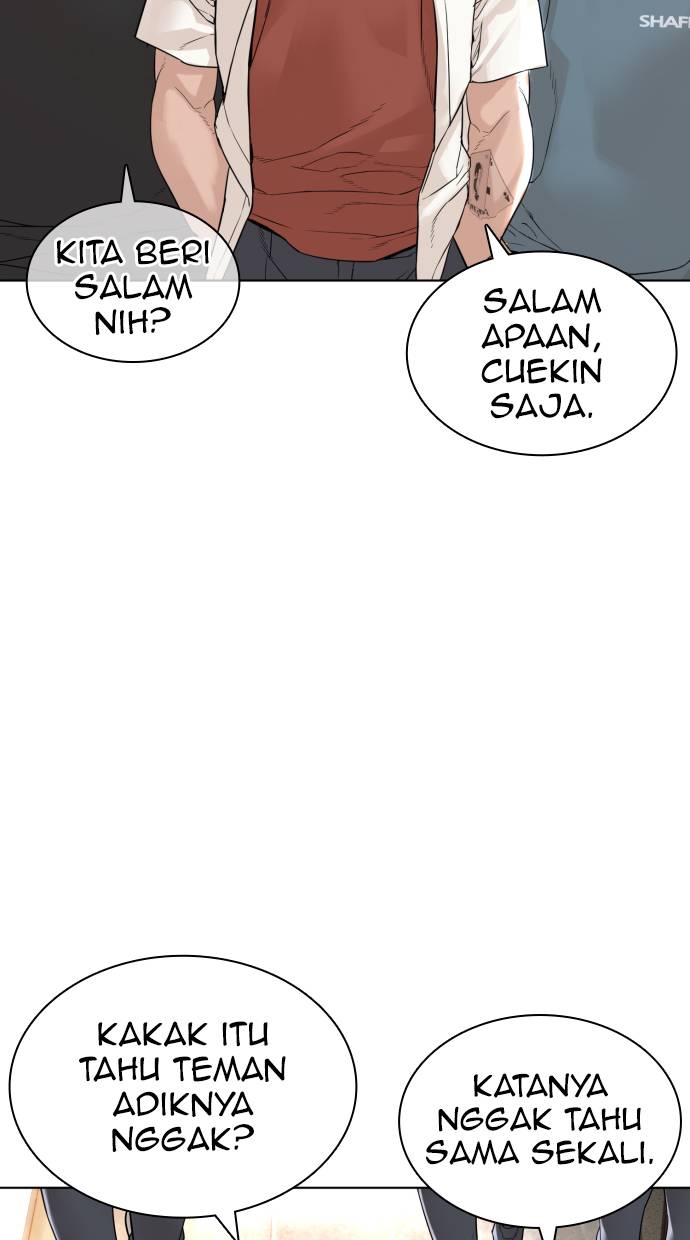 SHAF
KITA BERI
SALAM
NIH?
SALAM
APAAN,
CUEKIN
SAJA.
KAKAK ITU
TAHU TEMAN
ADIKNYA
NGGAK?
KATANYA
NGGAK TAHU
SAMA SEKALI.